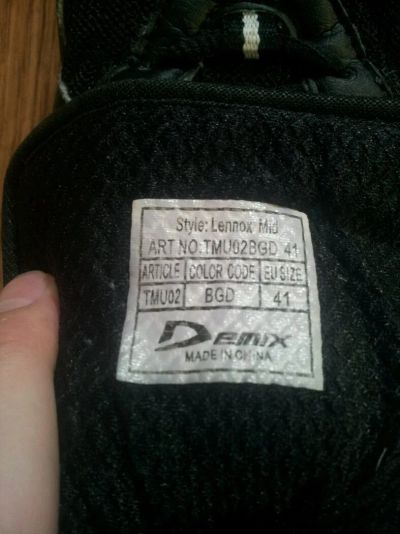 Style: Lennox Mid
ART NO:TMU02BGD 41
ARTICLE COLOR CODE EU SIZE
TMU02 BGD 41
DEMIX
MADE IN CHINA